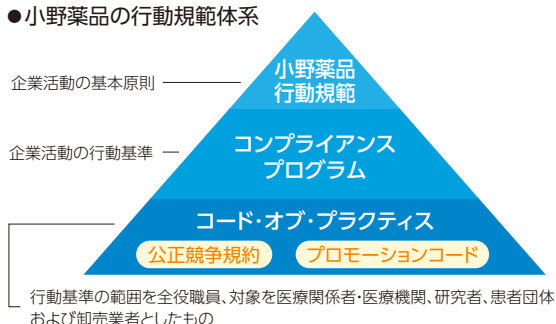 ●小野薬品の行動規範体系
小野薬品
行動規範
企業活動の基本原則
コンプライアンス
プログラム
企業活動の行動基準
コード・オブ・プラクティス
公正競争規約
プロモーションコード
行動基準の範囲を全役職員、対象を医療関係者・医療機関、研究者、患者団体
および卸売業者としたもの